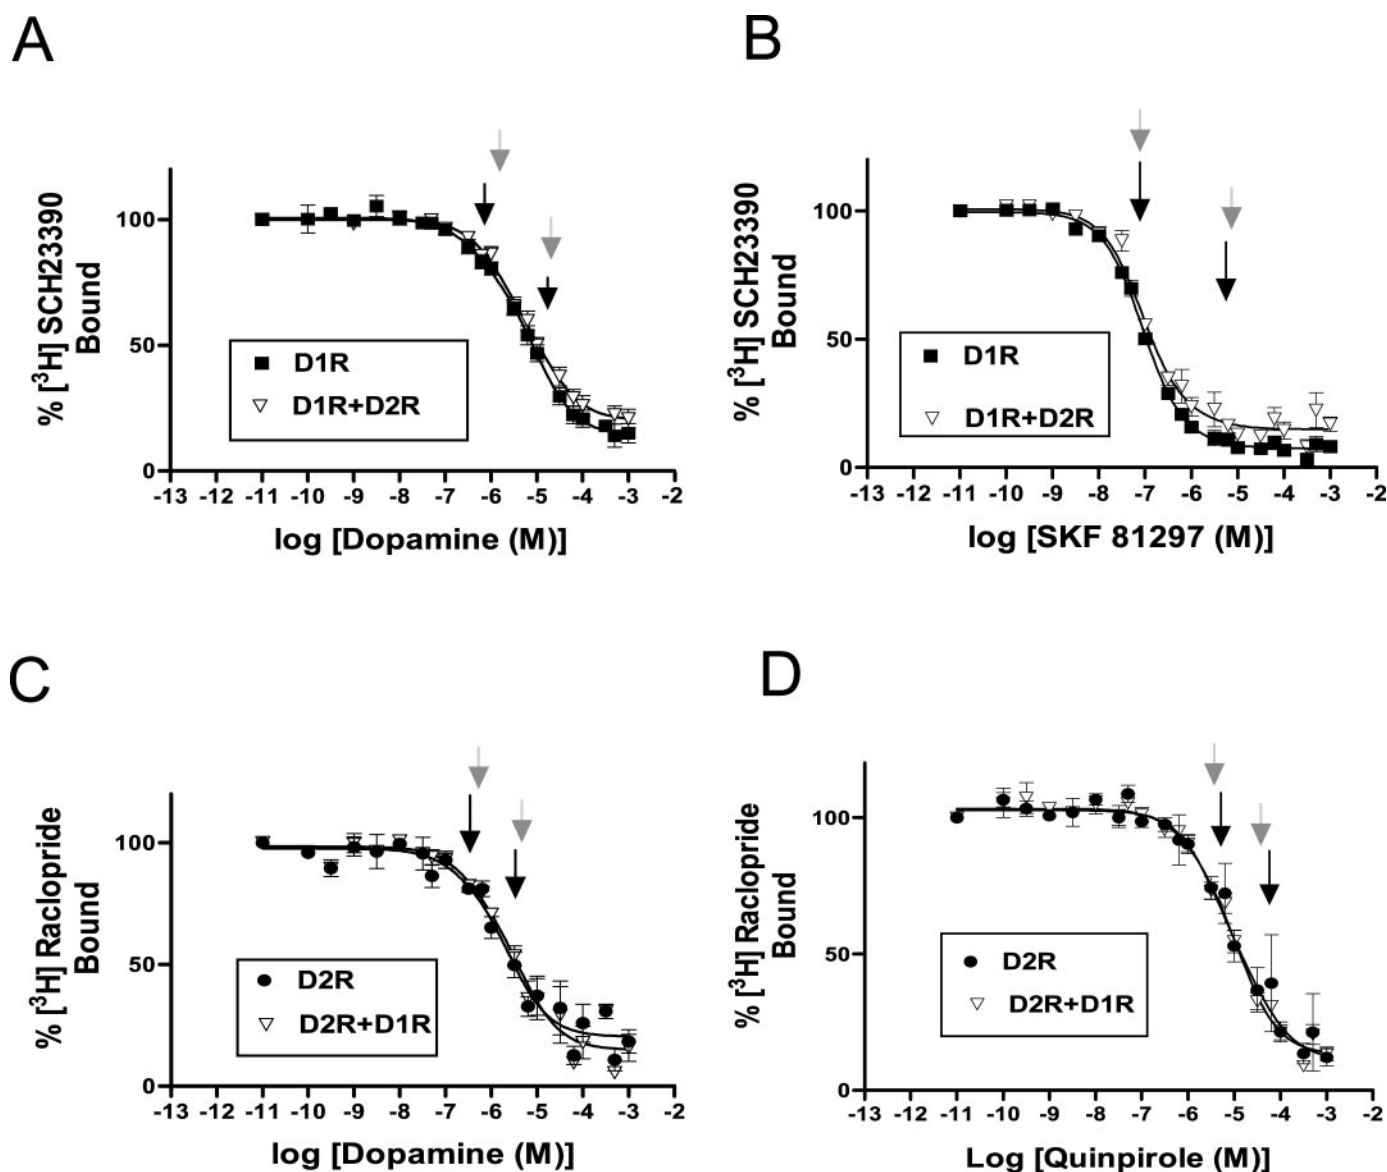 A
% [³H] SCH23390
Bound
100
50
0
D1R
D1R+D2R
-13 -12 -11 -10 -9 -8 -7 -6 -5 -4 -3 -2
log [Dopamine (M)]
B
% [³H] SCH23390
Bound
100
50
0
D1R
D1R+D2R
-13 -12 -11 -10 -9 -8 -7 -6 -5 -4 -3 -2
log [SKF 81297 (M)]
C
% [³H] Raclopride
Bound
100
50
0
D2R
D2R+D1R
-13 -12 -11 -10 -9 -8 -7 -6 -5 -4 -3 -2
log [Dopamine (M)]
D
% [³H] Raclopride
Bound
100
50
0
D2R
D2R+D1R
-13 -12 -11 -10 -9 -8 -7 -6 -5 -4 -3 -2
Log [Quinpirole (M)]